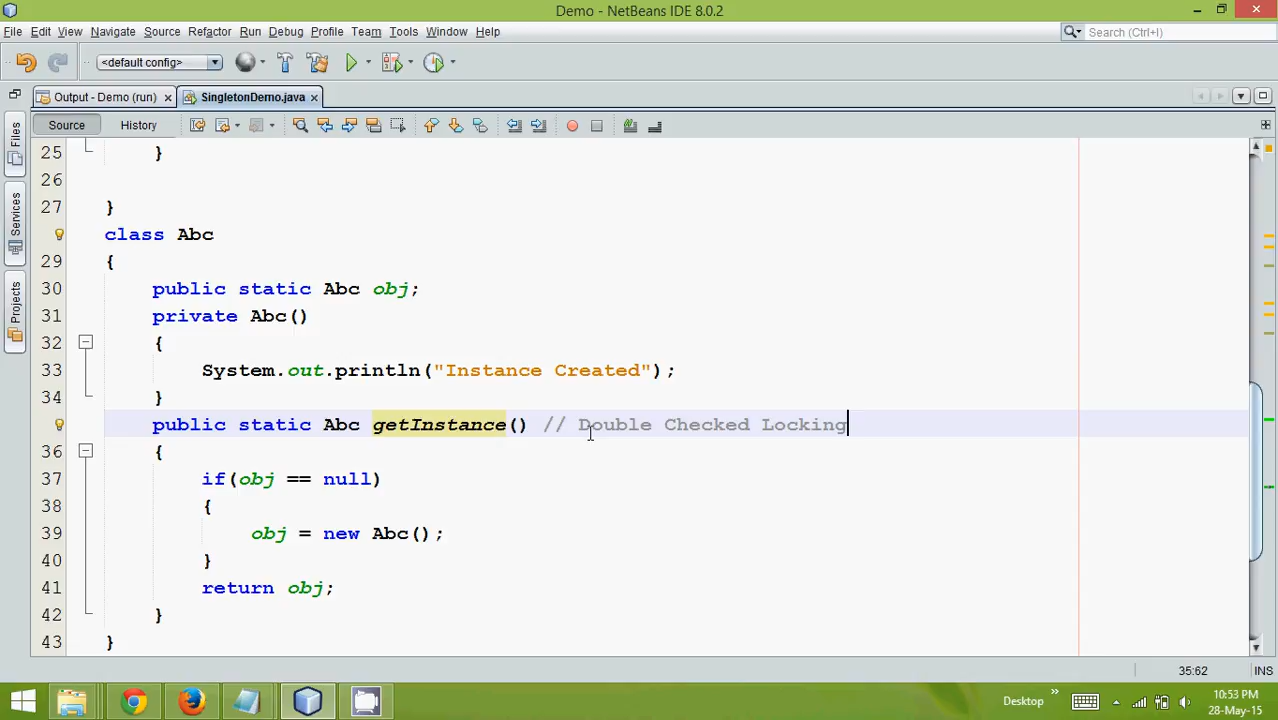 Demo - NetBeans IDE 8.0.2
File Edit View Navigate Source Refactor Run Debug Profile Team Tools Window Help
Search (Ctrl+I)
<default config>
Output - Demo (run) SingletonDemo.java
Source History
Files
Services
Projects
25 }
26
27 }
class Abc
29 {
30 public static Abc obj;
31 private Abc()
32 {
33 System.out.println("Instance Created");
34 }
public static Abc getInstance() // Double Checked Locking
36 {
37 if(obj == null)
38 {
39 obj = new Abc();
40 }
41 return obj;
42 }
43 }
35:62 INS
Desktop
10:53 PM
28-May-15